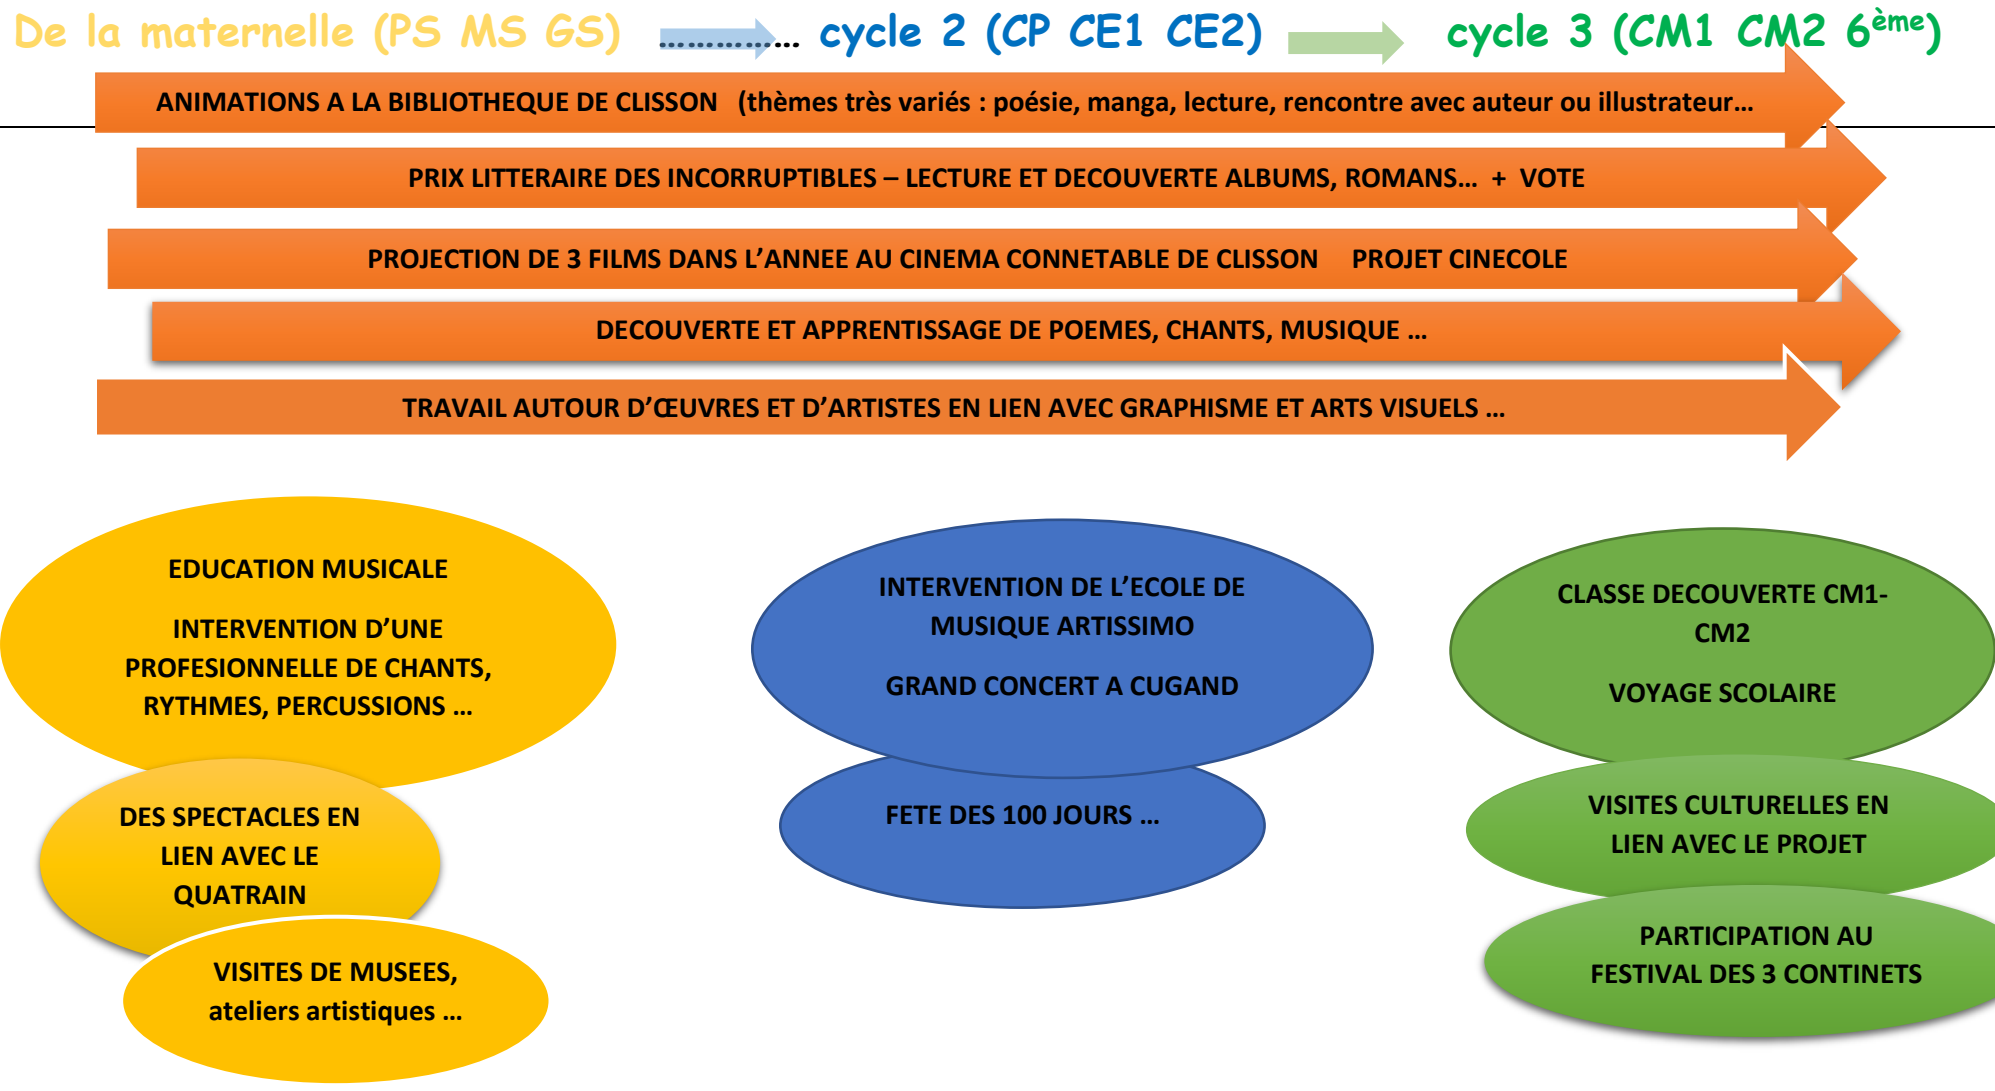 De la maternelle (PS MS GS) ................ cycle 2 (CP CE1 CE2) cycle 3 (CM1 CM2 6ème)
ANIMATIONS A LA BIBLIOTHEQUE DE CLISSON (thèmes très variés : poésie, manga, lecture, rencontre avec auteur ou illustrateur…
PRIX LITTERAIRE DES INCORRUPTIBLES – LECTURE ET DECOUVERTE ALBUMS, ROMANS… + VOTE
PROJECTION DE 3 FILMS DANS L’ANNEE AU CINEMA CONNETABLE DE CLISSON PROJET CINECOLE
DECOUVERTE ET APPRENTISSAGE DE POEMES, CHANTS, MUSIQUE …
TRAVAIL AUTOUR D’ŒUVRES ET D’ARTISTES EN LIEN AVEC GRAPHISME ET ARTS VISUELS …
EDUCATION MUSICALE
INTERVENTION D’UNE
PROFESIONNELLE DE CHANTS,
RYTHMES, PERCUSSIONS …
DES SPECTACLES EN
LIEN AVEC LE
QUATRAIN
VISITES DE MUSEES,
ateliers artistiques …
INTERVENTION DE L’ECOLE DE
MUSIQUE ARTISSIMO
GRAND CONCERT A CUGAND
FETE DES 100 JOURS …
CLASSE DECOUVERTE CM1-
CM2
VOYAGE SCOLAIRE
VISITES CULTURELLES EN
LIEN AVEC LE PROJET
PARTICIPATION AU
FESTIVAL DES 3 CONTINETS